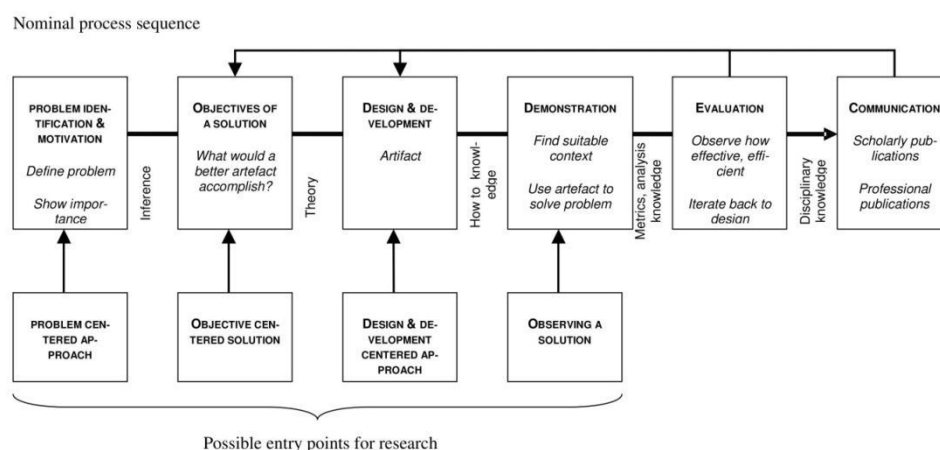 Nominal process sequence
PROBLEM IDEN-
TIFICATION &
MOTIVATION
Define problem
Show impor-
tance
Inference
OBJECTIVES OF
A SOLUTION
What would a
better artefact
accomplish?
Theory
DESIGN & DE-
VELOPMENT
Artifact
How to knowl-
edge
DEMONSTRATION
Find suitable
context
Use artefact to
solve problem
Metrics, analysis
knowledge
EVALUATION
Observe how
effective, effi-
cient
Iterate back to
design
Disciplinary
knowledge
COMMUNICATION
Scholarly pub-
lications
Professional
publications
PROBLEM CEN-
TERED AP-
PROACH
OBJECTIVE CEN-
TERED SOLUTION
DESIGN & DE-
VELOPMENT
CENTERED AP-
PROACH
OBSERVING A
SOLUTION
Possible entry points for research